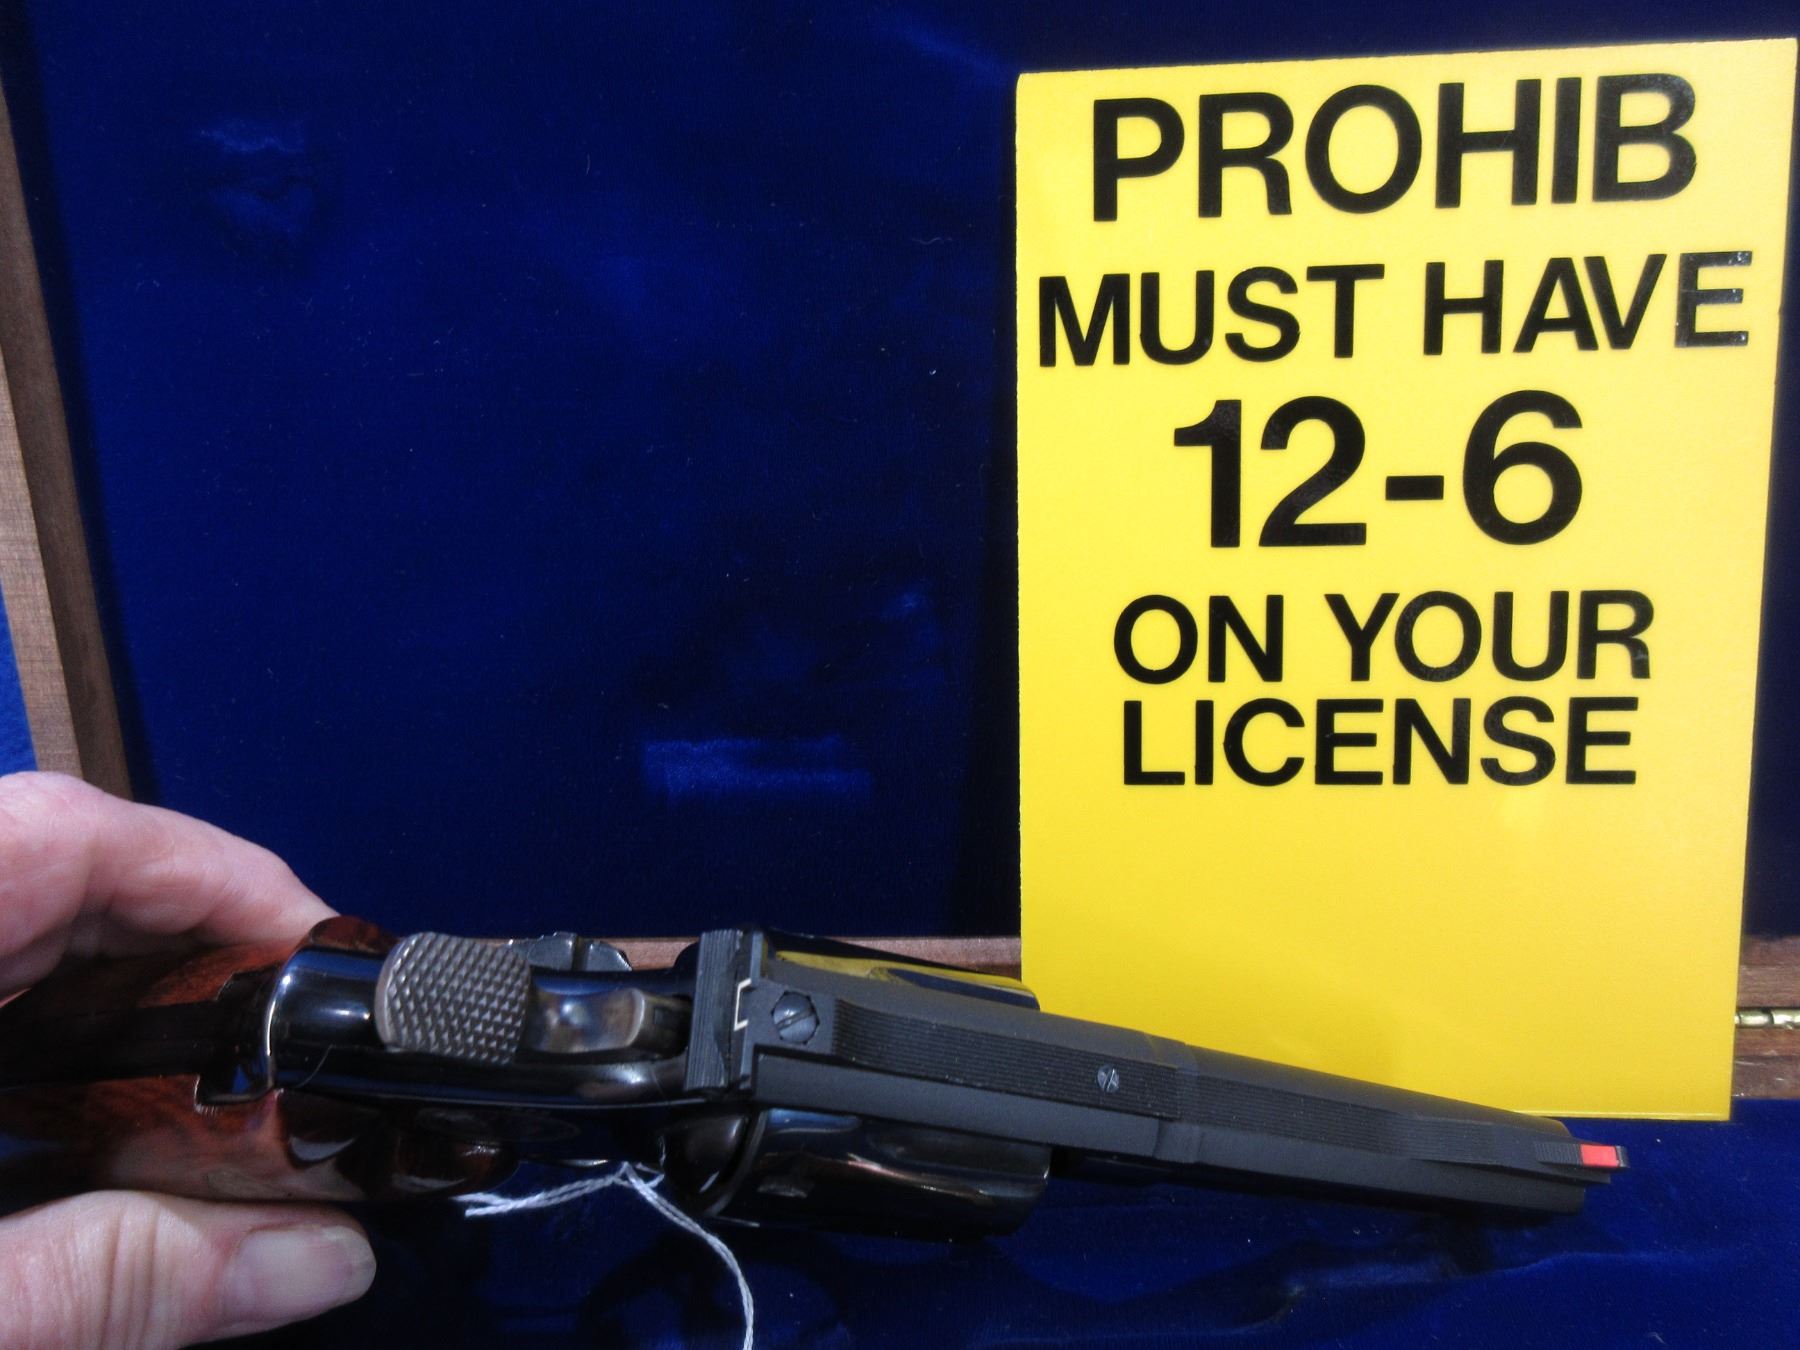 PROHIB
MUST HAVE
12-6
ON YOUR
LICENSE